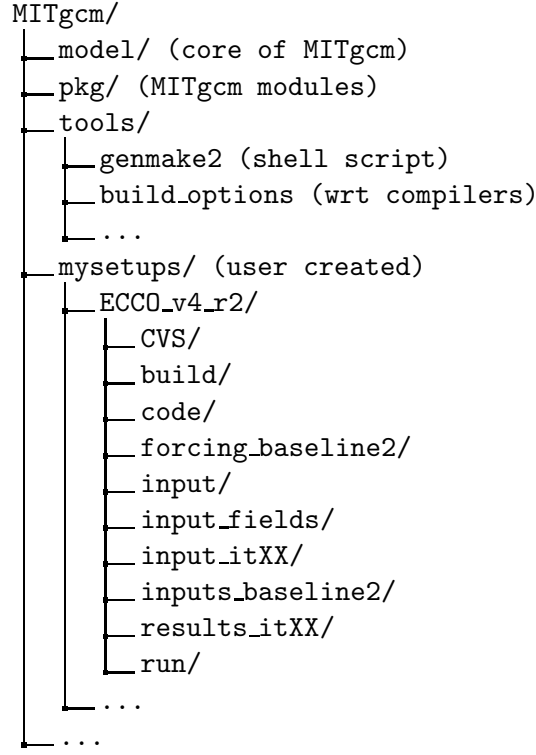 MITgcm/
model/ (core of MITgcm)
pkg/ (MITgcm modules)
tools/
genmake2 (shell script)
build_options (wrt compilers)
...
mysetups/ (user created)
ECCO_v4_r2/
CVS/
build/
code/
forcing_baseline2/
input/
input_fields/
input_itXX/
inputs_baseline2/
results_itXX/
run/
...
...